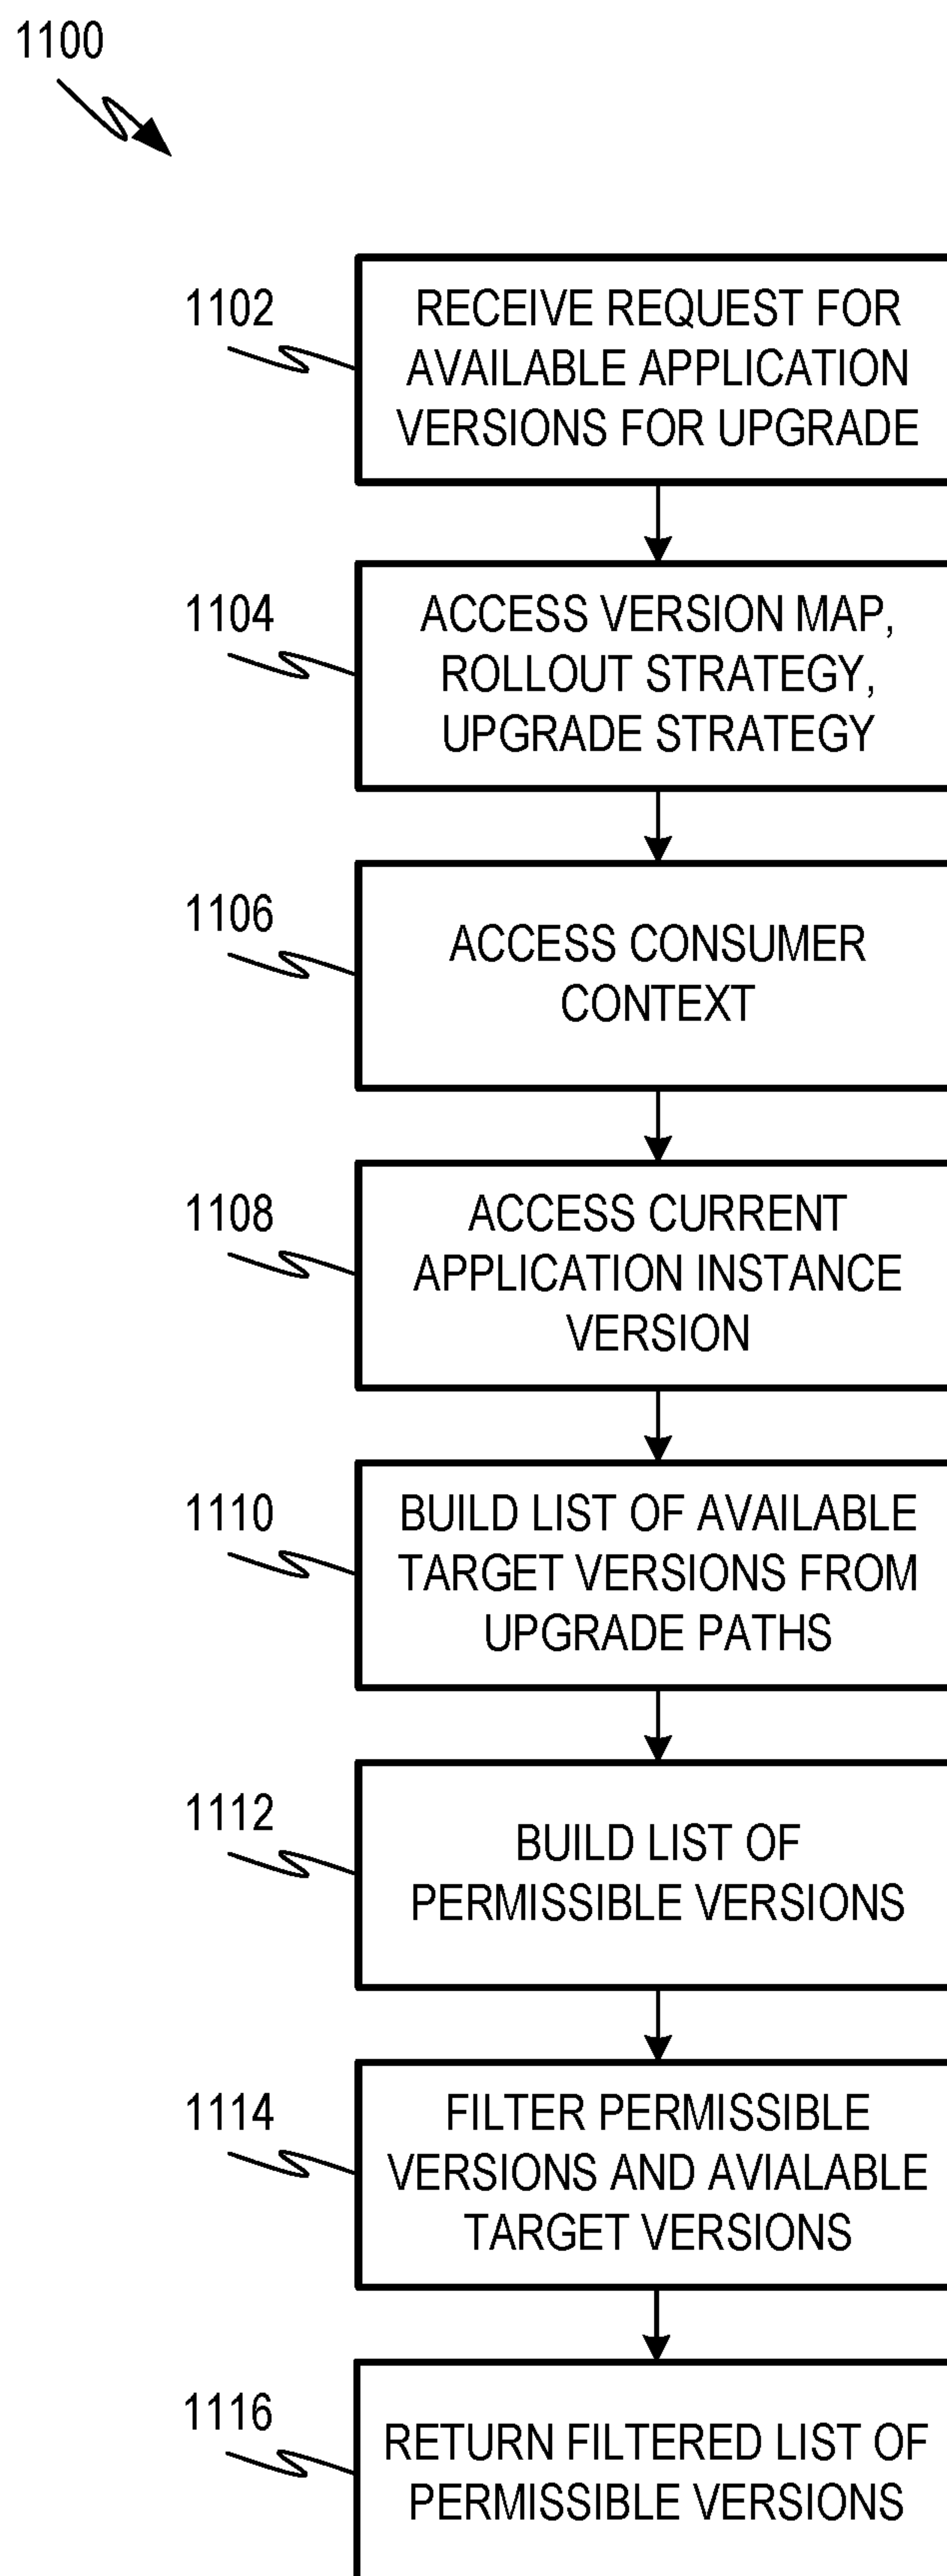 1100
1102
RECEIVE REQUEST FOR
AVAILABLE APPLICATION
VERSIONS FOR UPGRADE
1104
ACCESS VERSION MAP,
ROLLOUT STRATEGY,
UPGRADE STRATEGY
1106
ACCESS CONSUMER
CONTEXT
1108
ACCESS CURRENT
APPLICATION INSTANCE
VERSION
1110
BUILD LIST OF AVAILABLE
TARGET VERSIONS FROM
UPGRADE PATHS
1112
BUILD LIST OF
PERMISSIBLE VERSIONS
1114
FILTER PERMISSIBLE
VERSIONS AND AVIALABLE
TARGET VERSIONS
1116
RETURN FILTERED LIST OF
PERMISSIBLE VERSIONS